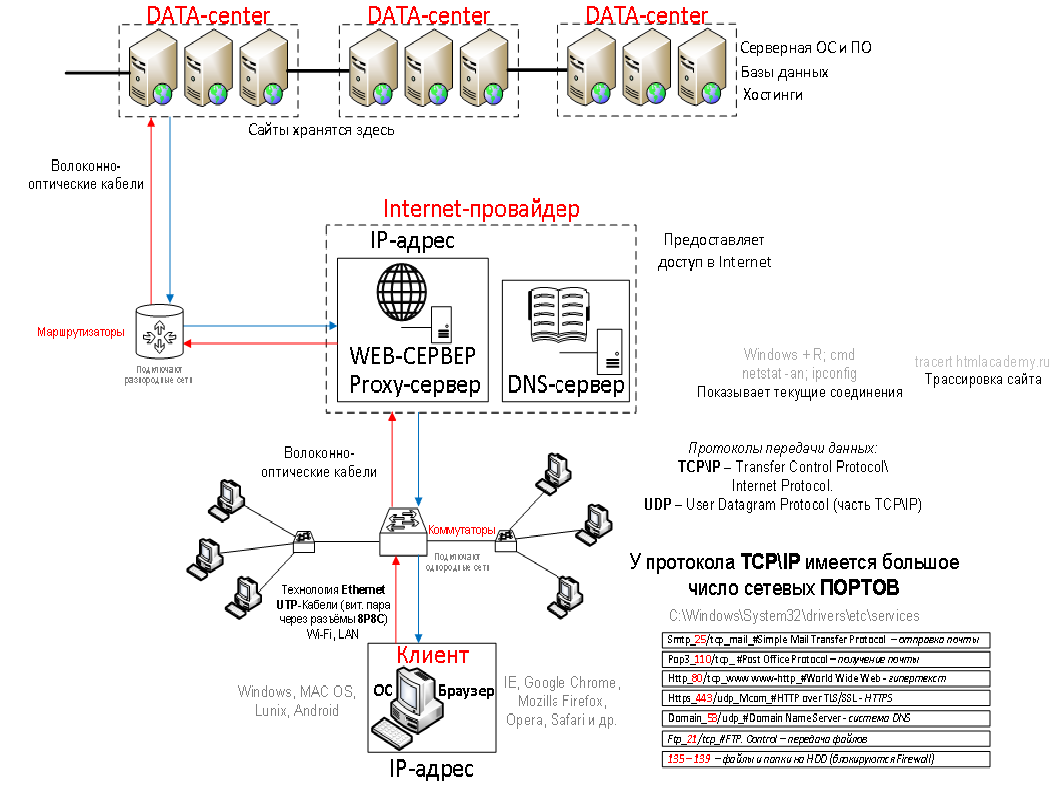 DATA-center
DATA-center
DATA-center
Серверная ОС и ПО
Базы данных
Хостинги
Сайты хранятся здесь
Волоконно-
оптические кабели
Internet-провайдер
IP-адрес
Предоставляет
доступ в Internet
Маршрутизаторы
Подключают
разнородные сети
WEB-СЕРВЕР
Proxy-сервер
DNS-сервер
Windows + R; cmd
netstat -an; ipconfig
Показывает текущие соединения
tracert htmlacademy.ru
Трассировка сайта
Волоконно-
оптические кабели
Протоколы передачи данных:
TCP\IP – Transfer Control Protocol\
Internet Protocol.
UDP – User Datagram Protocol (часть TCP\IP)
Коммутаторы
Подключают
однородные сети
У протокола TCP\IP имеется большое
число сетевых ПОРТОВ
C:\Windows\System32\drivers\etc\services
Технология Ethernet
UTP-Кабели (вит. пара
через разъёмы 8P8C)
Wi-Fi, LAN
Smtp_25/tcp_mail_#Simple Mail Transfer Protocol – отправка почты
Pop3_110/tcp_#Post Office Protocol – получение почты
Http_80/tcp_www www-http_#World Wide Web - гипертекст
Https_443/udp_Mcom_#HTTP over TLS/SSL - HTTPS
Domain_53/udp_#Domain Name Server - система DNS
Ftp_21/tcp_#FTP. Control – передача файлов
135 – 139 – файлы и папки на HDD (блокируются Firewall)
Клиент
ОС
Браузер
Windows, MAC OS,
Lunix, Android
IE, Google Chrome,
Mozilla Firefox,
Opera, Safari и др.
IP-адрес